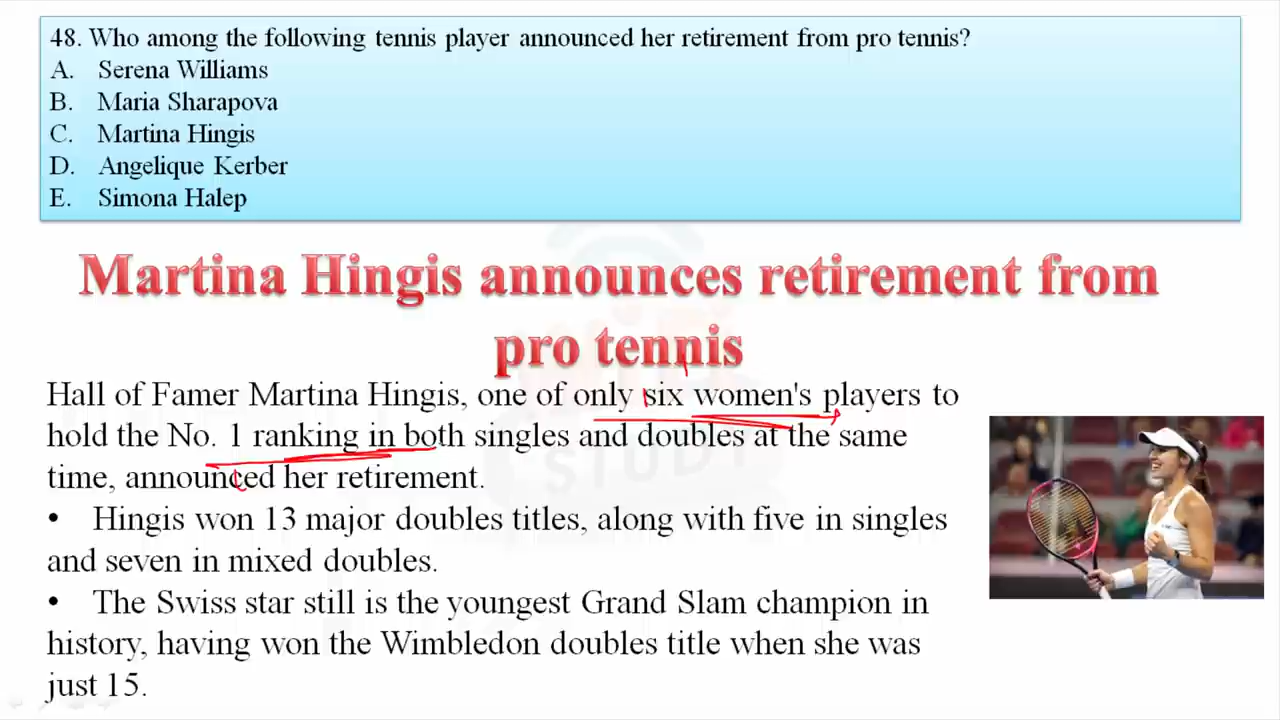 48. Who among the following tennis player announced her retirement from pro tennis?
A. Serena Williams
B. Maria Sharapova
C. Martina Hingis
D. Angelique Kerber
E. Simona Halep
Martina Hingis announces retirement from
pro tennis
Hall of Famer Martina Hingis, one of only six women's players to
hold the No. 1 ranking in both singles and doubles at the same
time, announced her retirement.
• Hingis won 13 major doubles titles, along with five in singles
and seven in mixed doubles.
• The Swiss star still is the youngest Grand Slam champion in
history, having won the Wimbledon doubles title when she was
just 15.
STUDY